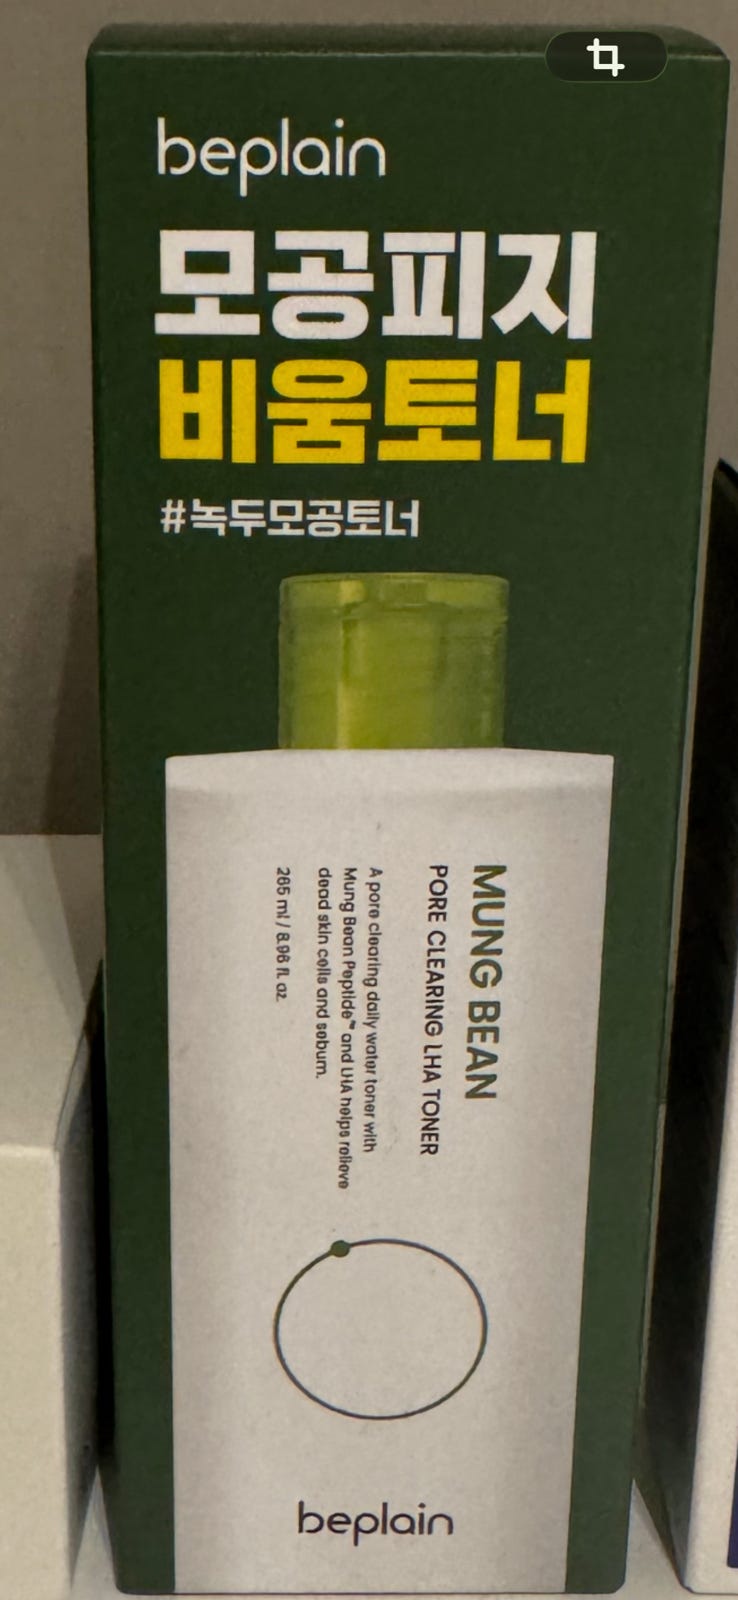 beplain
모공피지
비움토너
#녹두모공토너
MUNG BEAN
PORE CLEARING LHA TONER
A pore clearing daily water toner with
Mung Bean Peptide™ and LHA helps relieve
dead skin cells and sebum.
265 ml / 8.96 fl. oz.
beplain